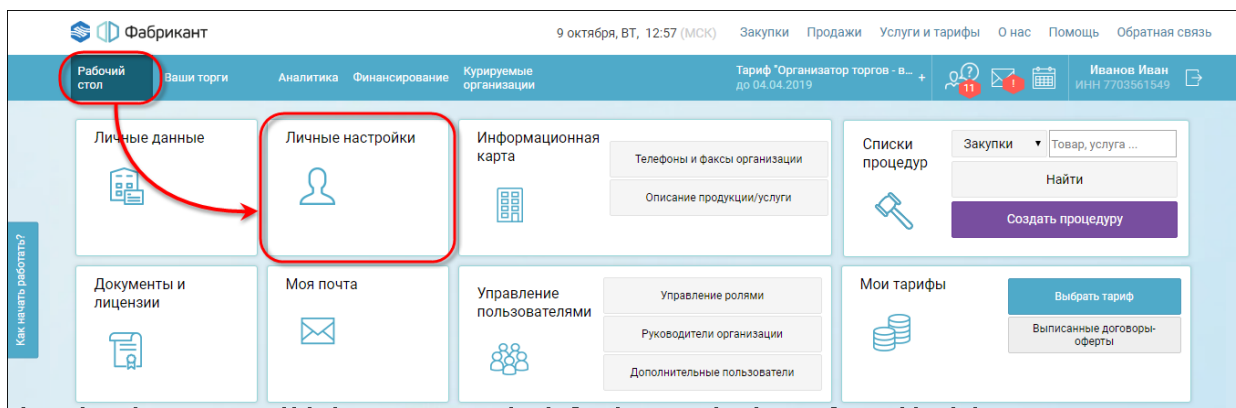 Фабрикант
9 октября, ВТ, 12:57 (МСК)
Закупки
Продажи
Услуги и тарифы
О нас
Помощь
Обратная связь
Рабочий
стол
Ваши торги
Аналитика
Финансирование
Курируемые
организации
Тариф "Организатор торгов - в... +
до 04.04.2019
?
11
!
Иванов Иван
ИНН 7703561549
Личные данные
Личные настройки
Информационная
карта
Телефоны и факсы организации
Описание продукции/услуги
Списки
процедур
Закупки
Товар, услуга ...
Найти
Создать процедуру
Как начать работать?
Документы и
лицензии
Моя почта
Управление
пользователями
Управление ролями
Руководители организации
Дополнительные пользователи
Мои тарифы
Выбрать тариф
Выписанные договоры-
оферты